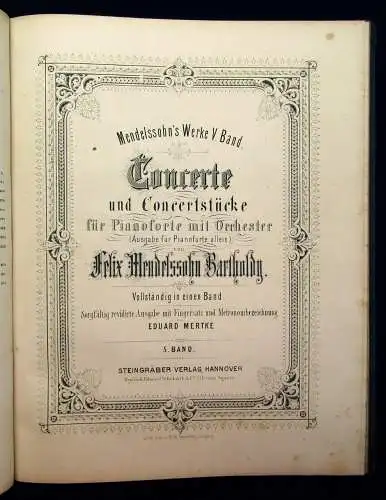 Mendelssohn's Werke V Band
Concerte
und Concertstücke
für Pianoforte mit Orchester
(Ausgabe für Pianoforte allein)
von
Felix Mendelssohn Bartholdy.
Vollständig in einen Band
Sorgfältig revidirte Ausgabe mit Fingersatz und Metronombezeichnung
EDUARD MERTKE
5. BAND.
STEINGRÄBER VERLAG, HANNOVER